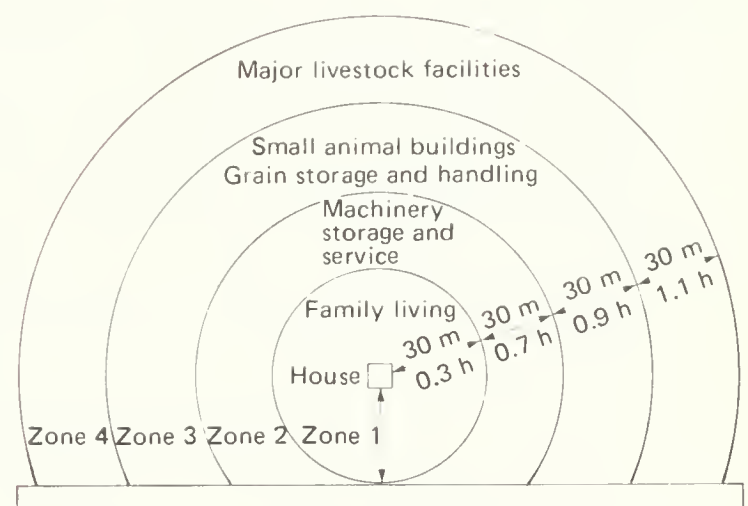 Major livestock facilities
Small animal buildings
Grain storage and handling
Machinery
storage and
service
Family living
House
30 m
0.3 h
30 m
0.7 h
30 m
0.9 h
30 m
1.1 h
Zone 4 Zone 3 Zone 2 Zone 1